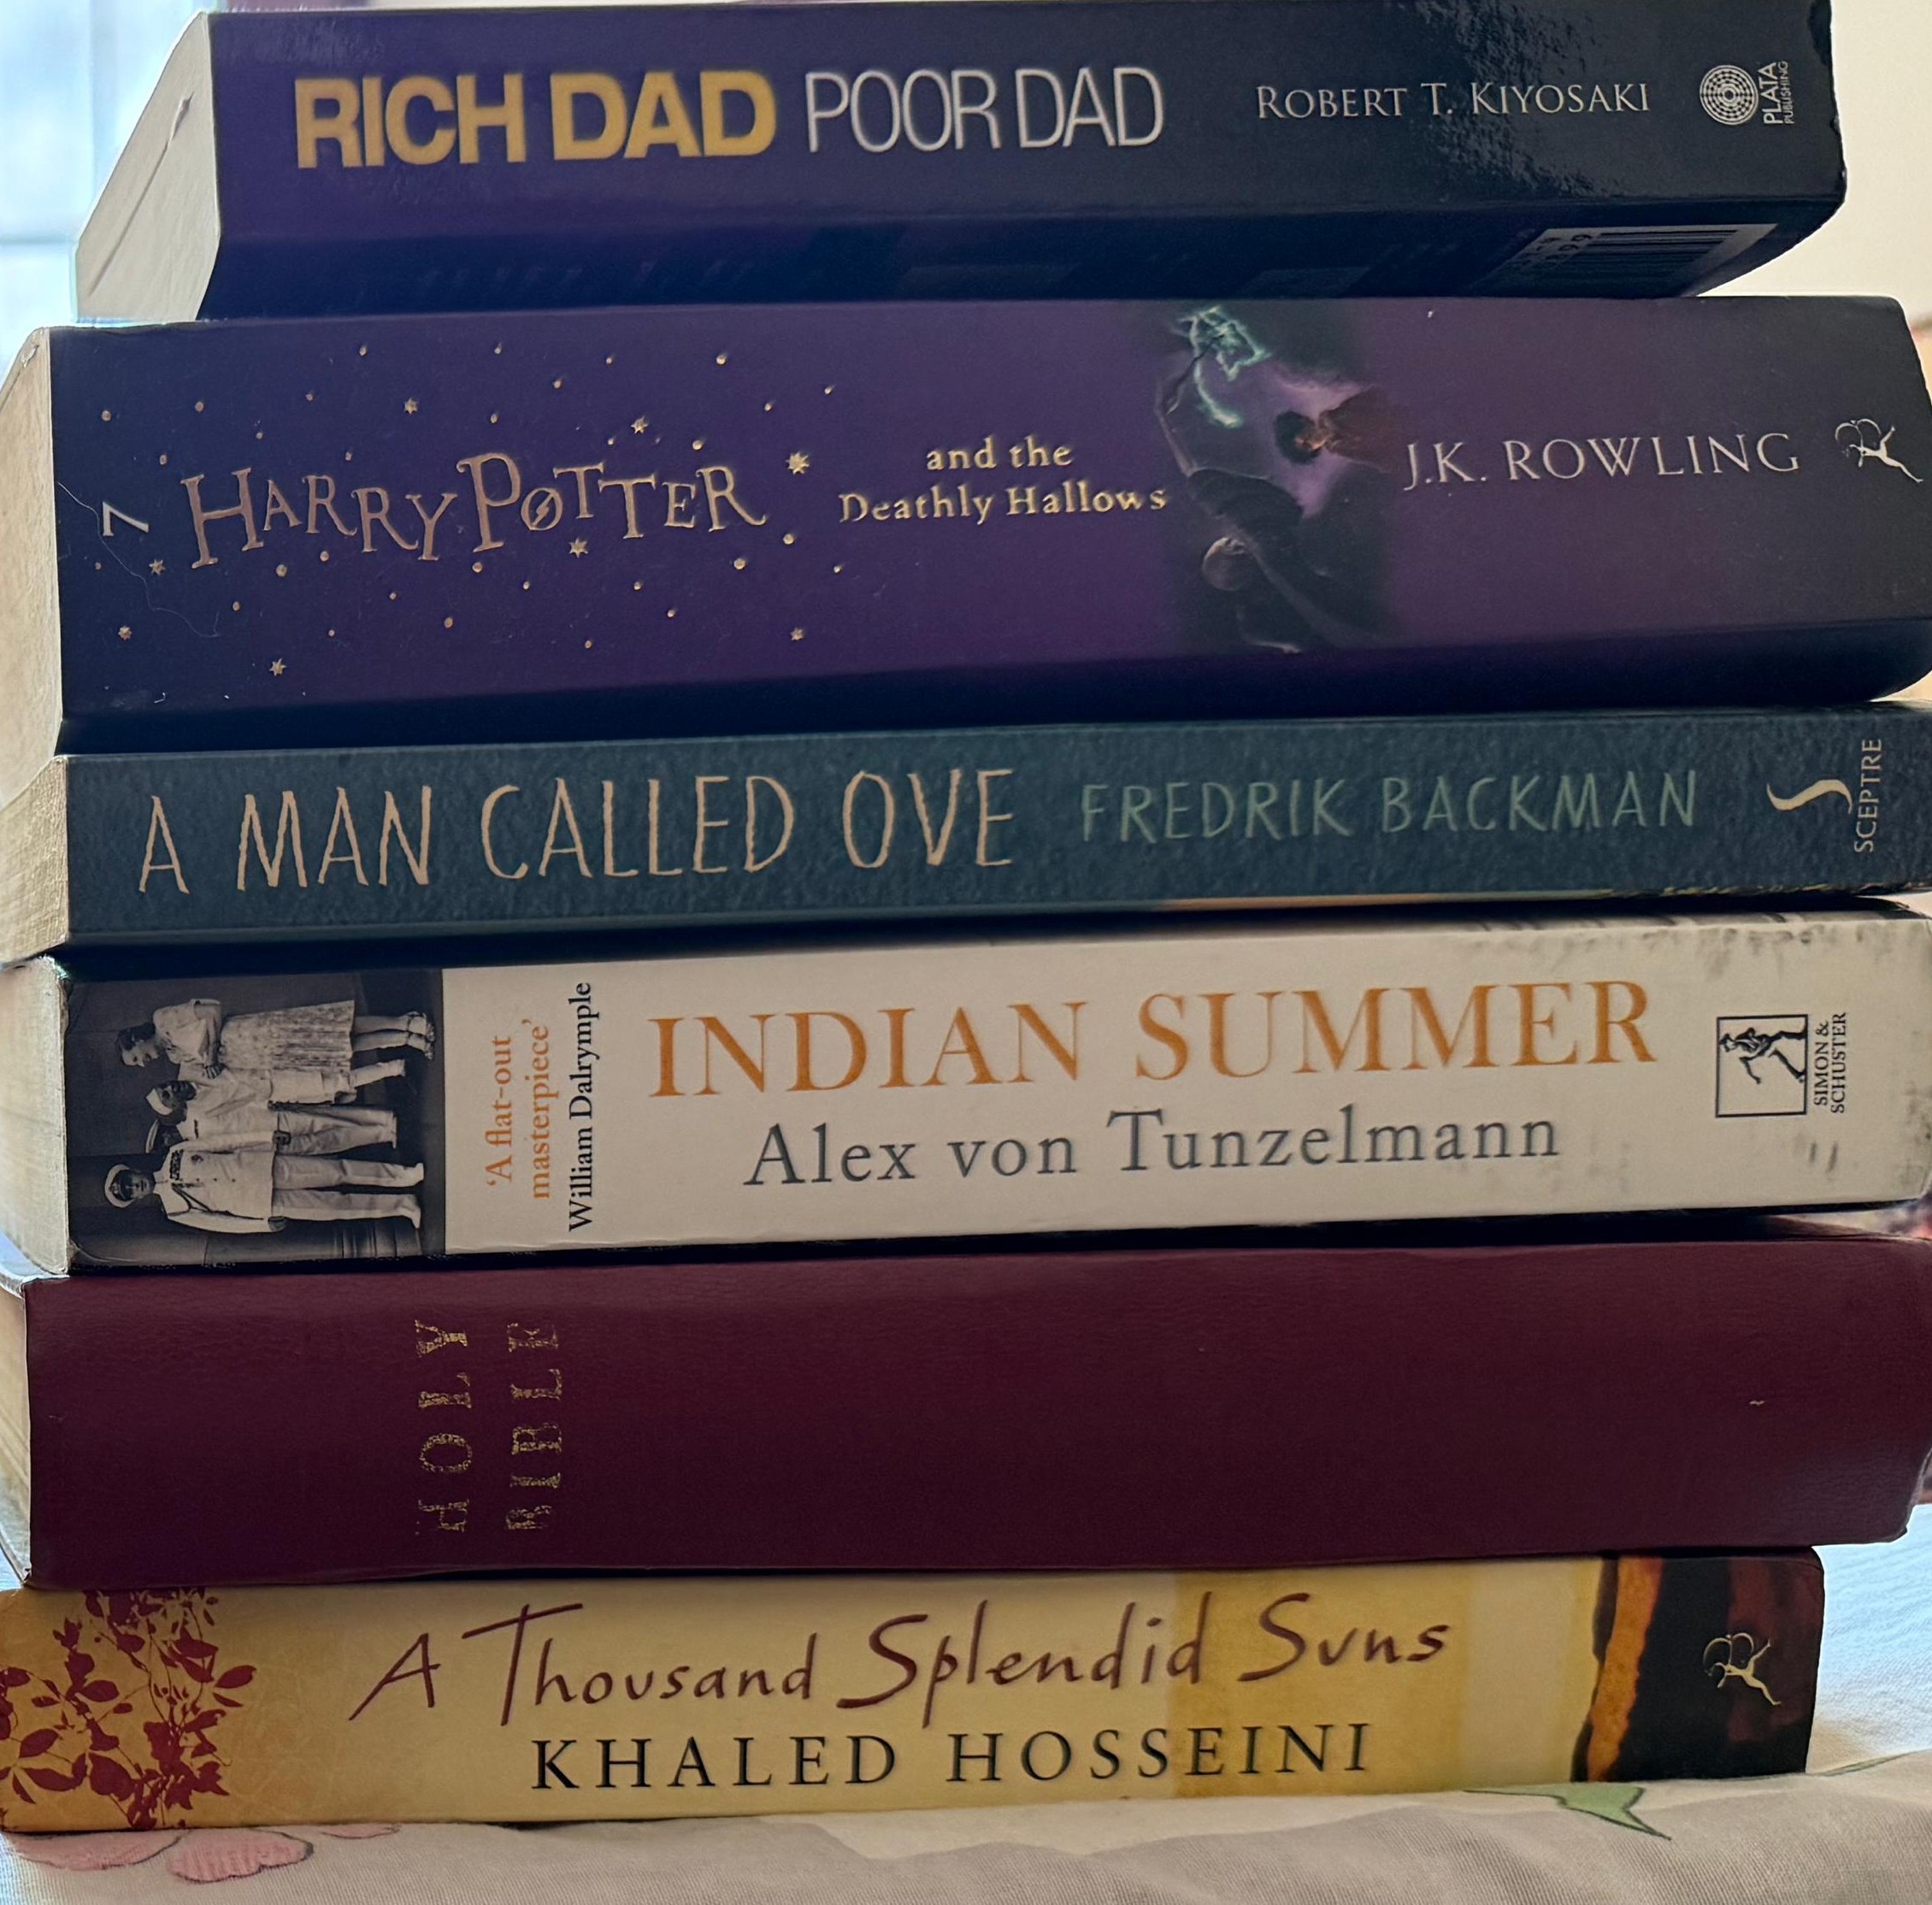 RICH DAD POOR DAD ROBERT T. KIYOSAKI PLATA
PUBLISHING
7 HARRY POTTER and the
Deathly Hallows J.K. ROWLING
A MAN CALLED OVE FREDRIK BACKMAN SCEPTRE
'A flat-out
masterpiece'
William Dalrymple
INDIAN SUMMER
Alex von Tunzelmann
SIMON &
SCHUSTER
HOLY
BIBLE
A Thousand Splendid Suns
KHALED HOSSEINI